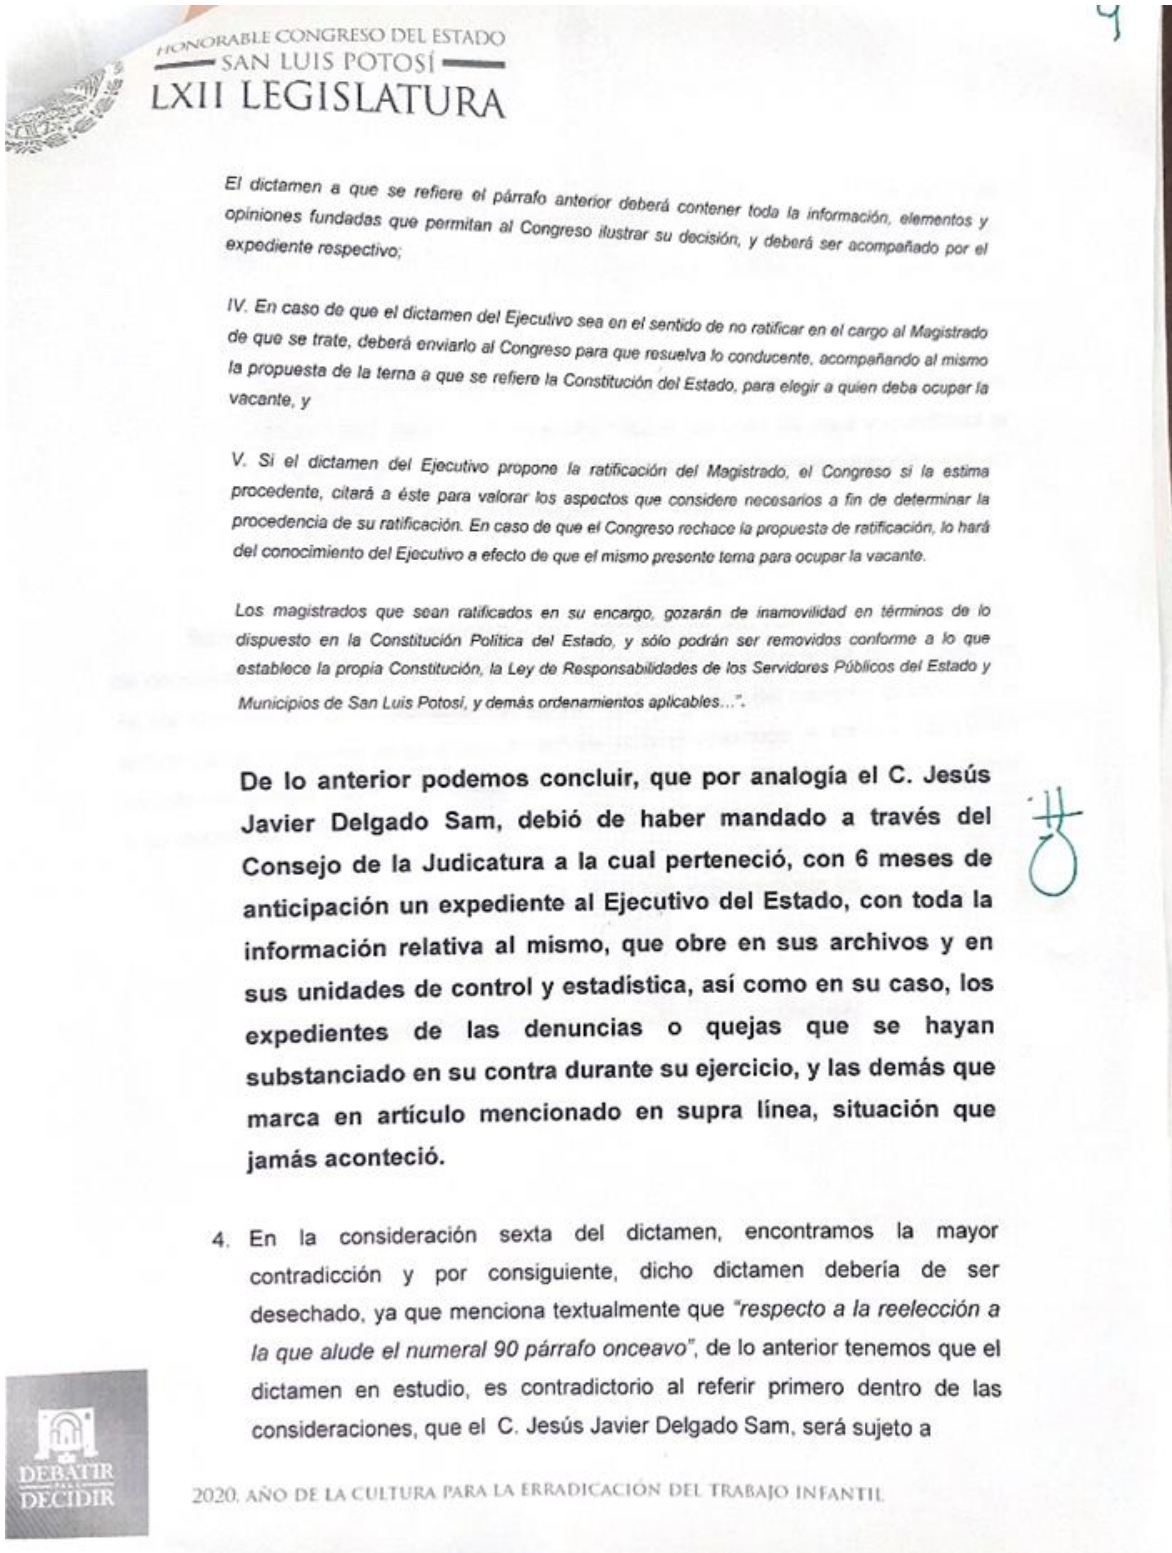 HONORABLE CONGRESO DEL ESTADO
SAN LUIS POTOSÍ
LXII LEGISLATURA
El dictamen a que se refiere el párrafo anterior deberá contener toda la información, elementos y
opiniones fundadas que permitan al Congreso ilustrar su decisión, y deberá ser acompañado por el
expediente respectivo;
IV. En caso de que el dictamen del Ejecutivo sea en el sentido de no ratificar en el cargo al Magistrado
de que se trate, deberá enviarlo al Congreso para que resuelva lo conducente, acompañando al mismo
la propuesta de la terna a que se refiere la Constitución del Estado, para elegir a quien deba ocupar la
vacante, y
V. Si el dictamen del Ejecutivo propone la ratificación del Magistrado, el Congreso si la estima
procedente, citará a éste para valorar los aspectos que considere necesarios a fin de determinar la
procedencia de su ratificación. En caso de que el Congreso rechace la propuesta de ratificación, lo hará
del conocimiento del Ejecutivo a efecto de que el mismo presente terna para ocupar la vacante.
Los magistrados que sean ratificados en su encargo, gozarán de inamovilidad en términos de lo
dispuesto en la Constitución Política del Estado, y sólo podrán ser removidos conforme a lo que
establece la propia Constitución, la Ley de Responsabilidades de los Servidores Públicos del Estado y
Municipios de San Luis Potosí, y demás ordenamientos aplicables...".
De lo anterior podemos concluir, que por analogía el C. Jesús
Javier Delgado Sam, debió de haber mandado a través del
Consejo de la Judicatura a la cual perteneció, con 6 meses de
anticipación un expediente al Ejecutivo del Estado, con toda la
información relativa al mismo, que obre en sus archivos y en
sus unidades de control y estadística, así como en su caso, los
expedientes de las denuncias o quejas que se hayan
substanciado en su contra durante su ejercicio, y las demás que
marca en artículo mencionado en supra línea, situación que
jamás aconteció.
4. En la consideración sexta del dictamen, encontramos la mayor
contradicción y por consiguiente, dicho dictamen debería de ser
desechado, ya que menciona textualmente que "respecto a la reelección a
la que alude el numeral 90 párrafo onceavo", de lo anterior tenemos que el
dictamen en estudio, es contradictorio al referir primero dentro de las
consideraciones, que el C. Jesús Javier Delgado Sam, será sujeto a
DEBATIR
PARA
DECIDIR
2020, AÑO DE LA CULTURA PARA LA ERRADICACIÓN DEL TRABAJO INFANTIL